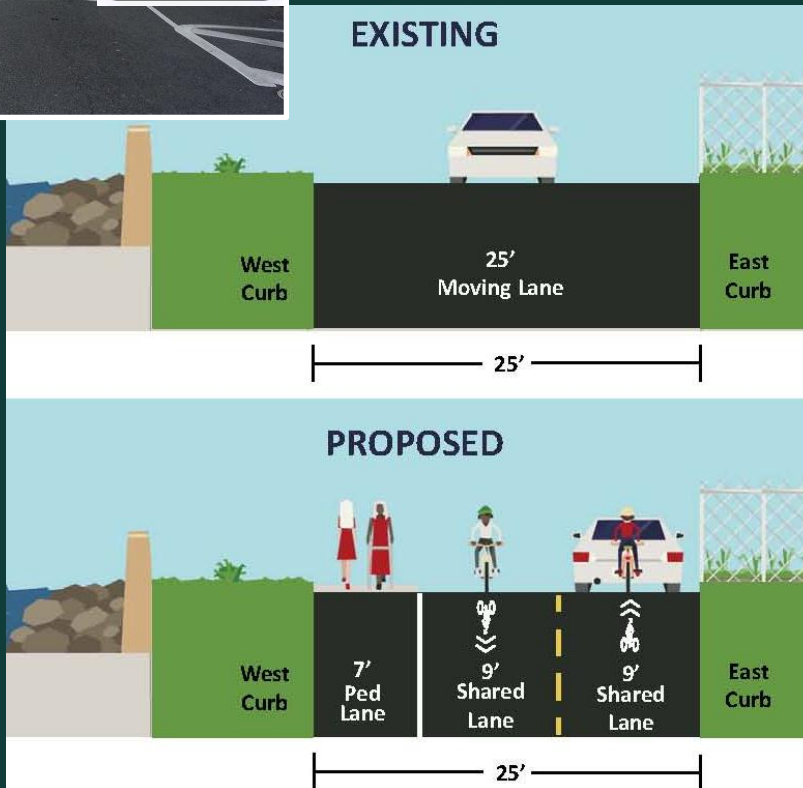 EXISTING
West
Curb
25'
Moving Lane
East
Curb
25'
PROPOSED
West
Curb
7'
Ped
Lane
9'
Shared
Lane
9'
Shared
Lane
East
Curb
25'